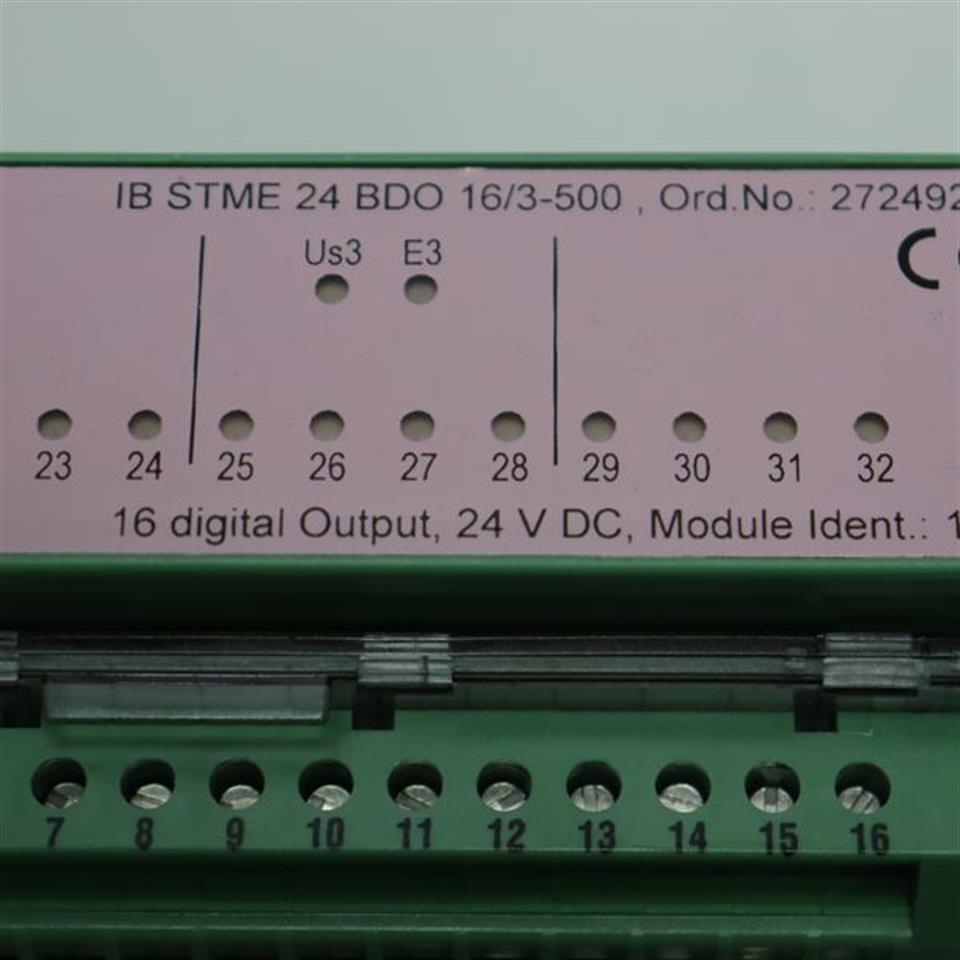 IB STME 24 BDO 16/3-500 , Ord.No.: 272492
Us3 E3
23 24 25 26 27 28 29 30 31 32
16 digital Output, 24 V DC, Module Ident.: 1
7 8 9 10 11 12 13 14 15 16